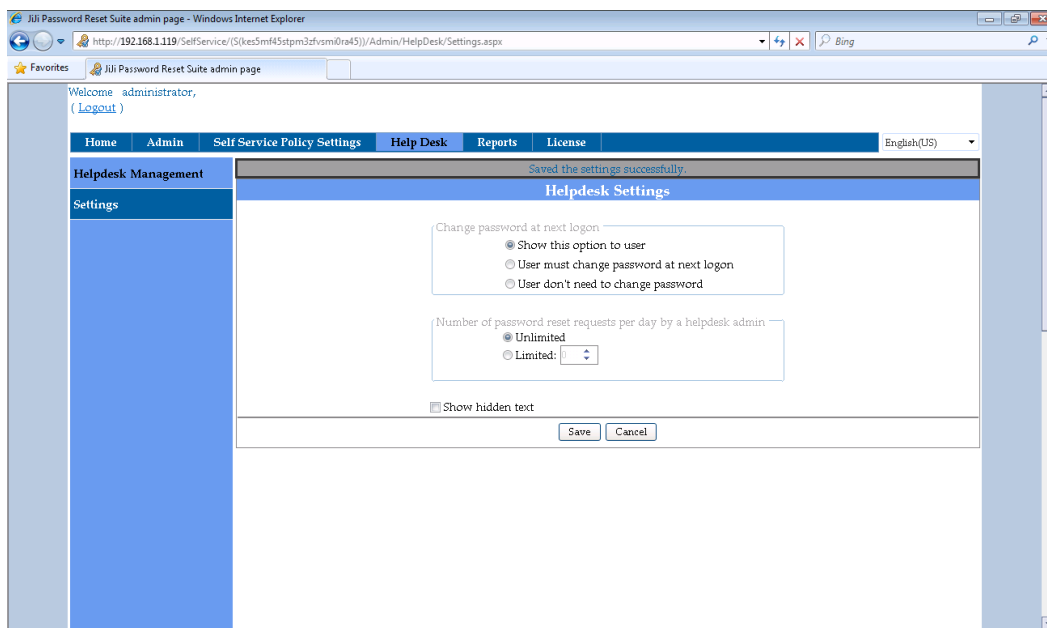 JiJi Password Reset Suite admin page - Windows Internet Explorer
http://192.168.1.119/SelfService/(S(kes5mf45stpm3zfvsmi0ra45))/Admin/HelpDesk/Settings.aspx
Bing
Favorites
JiJi Password Reset Suite admin page
Welcome administrator,
( Logout )
Home Admin Self Service Policy Settings Help Desk Reports License English(US)
Helpdesk Management
Settings
Saved the settings successfully.
Helpdesk Settings
Change password at next logon
Show this option to user
User must change password at next logon
User don't need to change password
Number of password reset requests per day by a helpdesk admin
Unlimited
Limited: 0
Show hidden text
Save Cancel